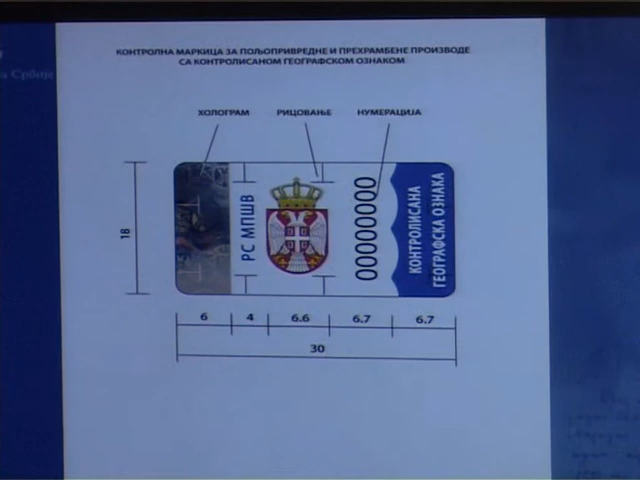 КОНТРОЛНА МАРКИЦА ЗА ПОЉОПРИВРЕДНЕ И ПРЕХРАМБЕНЕ ПРОИЗВОДЕ
СА КОНТРОЛИСАНОМ ГЕОГРАФСКОМ ОЗНАКОМ
а Србије
ХОЛОГРАМ РИЦОВАЊЕ НУМЕРАЦИЈА
18
РС МПШВ
00000000
КОНТРОЛИСАНА
ГЕОГРАФСКА ОЗНАКА
6 4 6.6 6.7 6.7
30